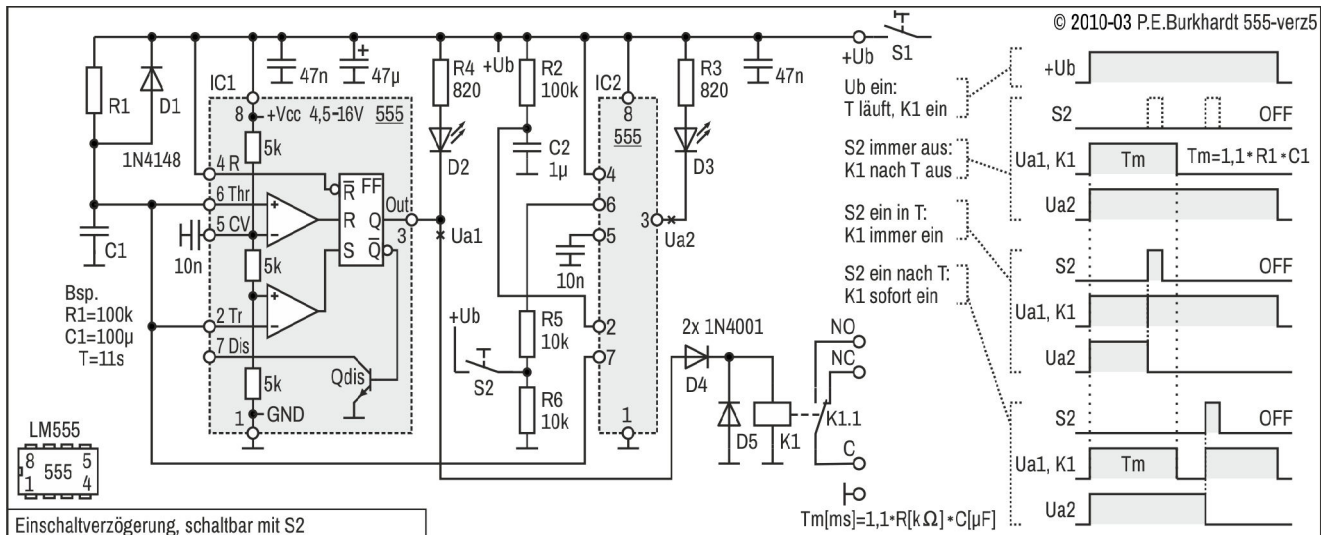 © 2010-03 P.E.Burkhardt 555-verz5
R1
D1
1N4148
C1
Bsp.
R1=100k
C1=100µ
T=11s
LM555
8
5
555
1
4
Einschaltverzögerung, schaltbar mit S2
IC1
47n
+
47µ
8
+Vcc 4,5-16V 555
5k
4 R
6 Thr
5 CV
10n
5k
2 Tr
7 Dis
5k
1
GND
+
−
+
−
R FF
R Q
S Q
Out
3
Qdis
R4
820
D2
Ua1
+Ub
R2
100k
C2
1µ
+Ub
S2
R5
10k
R6
10k
IC2
8
555
4
6
5
10n
3
2
7
1
R3
820
D3
Ua2
47n
+Ub
S1
2x 1N4001
D4
D5
K1
NO
NC
K1.1
C
Tm[ms]=1,1*R[kΩ]*C[µF]
Ub ein:
T läuft, K1 ein
S2 immer aus:
K1 nach T aus
S2 ein in T:
K1 immer ein
S2 ein nach T:
K1 sofort ein
+Ub
S2
OFF
Ua1, K1
Tm
Tm=1,1*R1*C1
Ua2
S2
OFF
Ua1, K1
Ua2
S2
OFF
Ua1, K1
Tm
Ua2